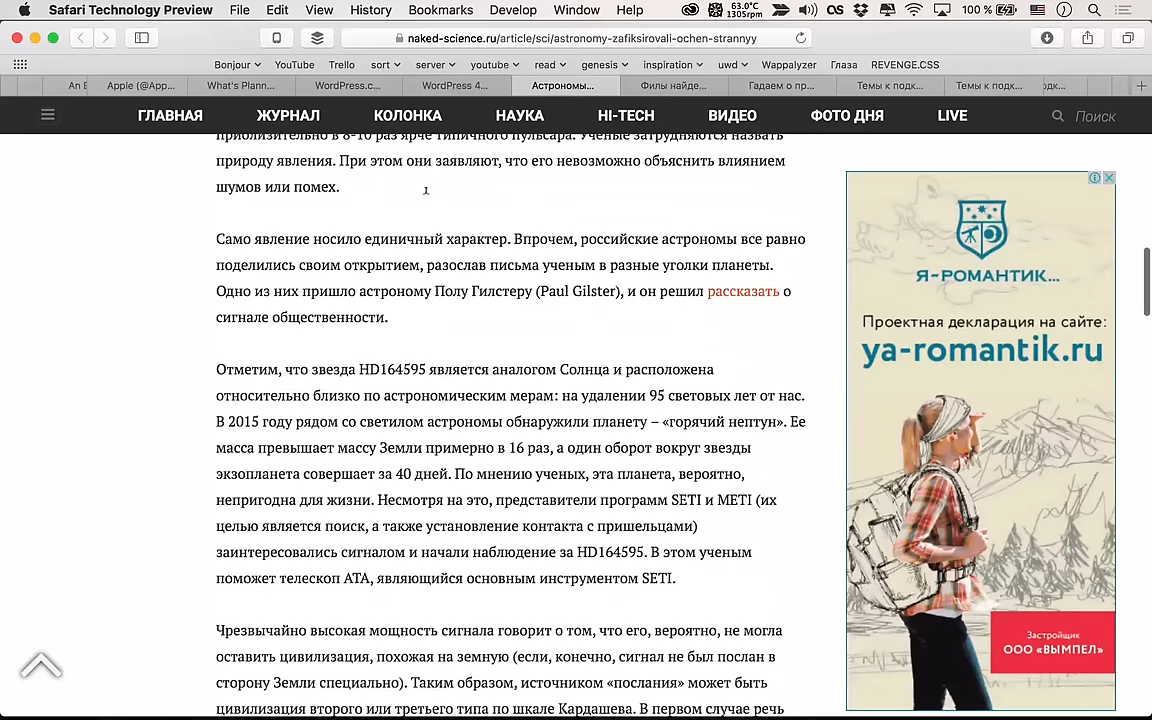 Safari Technology Preview File Edit View History Bookmarks Develop Window Help 63.0°C 1305rpm 100 %
naked-science.ru/article/sci/astronomy-zafiksirovali-ochen-strannyy
Bonjour YouTube Trello sort server youtube read genesis inspiration uwd Wappalyzer Глаза REVENGE.CSS
An E Apple (@App... What's Plann... WordPress.c... WordPress 4... Астрономы... Филы найде... Гадаем о пр... Темы к подк... Темы к подк... одк...
ГЛАВНАЯ ЖУРНАЛ КОЛОНКА НАУКА HI-TECH ВИДЕО ФОТО ДНЯ LIVE Поиск
приблизительно в 8-10 раз ярче типичного пульсара. Ученые затрудняются назвать
природу явления. При этом они заявляют, что его невозможно объяснить влиянием
шумов или помех.
Само явление носило единичный характер. Впрочем, российские астрономы все равно
поделились своим открытием, разослав письма ученым в разные уголки планеты.
Одно из них пришло астроному Полу Гилстеру (Paul Gilster), и он решил рассказать о
сигнале общественности.
Отметим, что звезда HD164595 является аналогом Солнца и расположена
относительно близко по астрономическим мерам: на удалении 95 световых лет от нас.
В 2015 году рядом со светилом астрономы обнаружили планету – «горячий нептун». Ее
масса превышает массу Земли примерно в 16 раз, а один оборот вокруг звезды
экзопланета совершает за 40 дней. По мнению ученых, эта планета, вероятно,
непригодна для жизни. Несмотря на это, представители программ SETI и METI (их
целью является поиск, а также установление контакта с пришельцами)
заинтересовались сигналом и начали наблюдение за HD164595. В этом ученым
поможет телескоп ATA, являющийся основным инструментом SETI.
Чрезвычайно высокая мощность сигнала говорит о том, что его, вероятно, не могла
оставить цивилизация, похожая на земную (если, конечно, сигнал не был послан в
сторону Земли специально). Таким образом, источником «послания» может быть
цивилизация второго или третьего типа по шкале Кардашева. В первом случае речь
Я-РОМАНТИК...
Проектная декларация на сайте:
ya-romantik.ru
Застройщик
ООО «ВЫМПЕЛ»